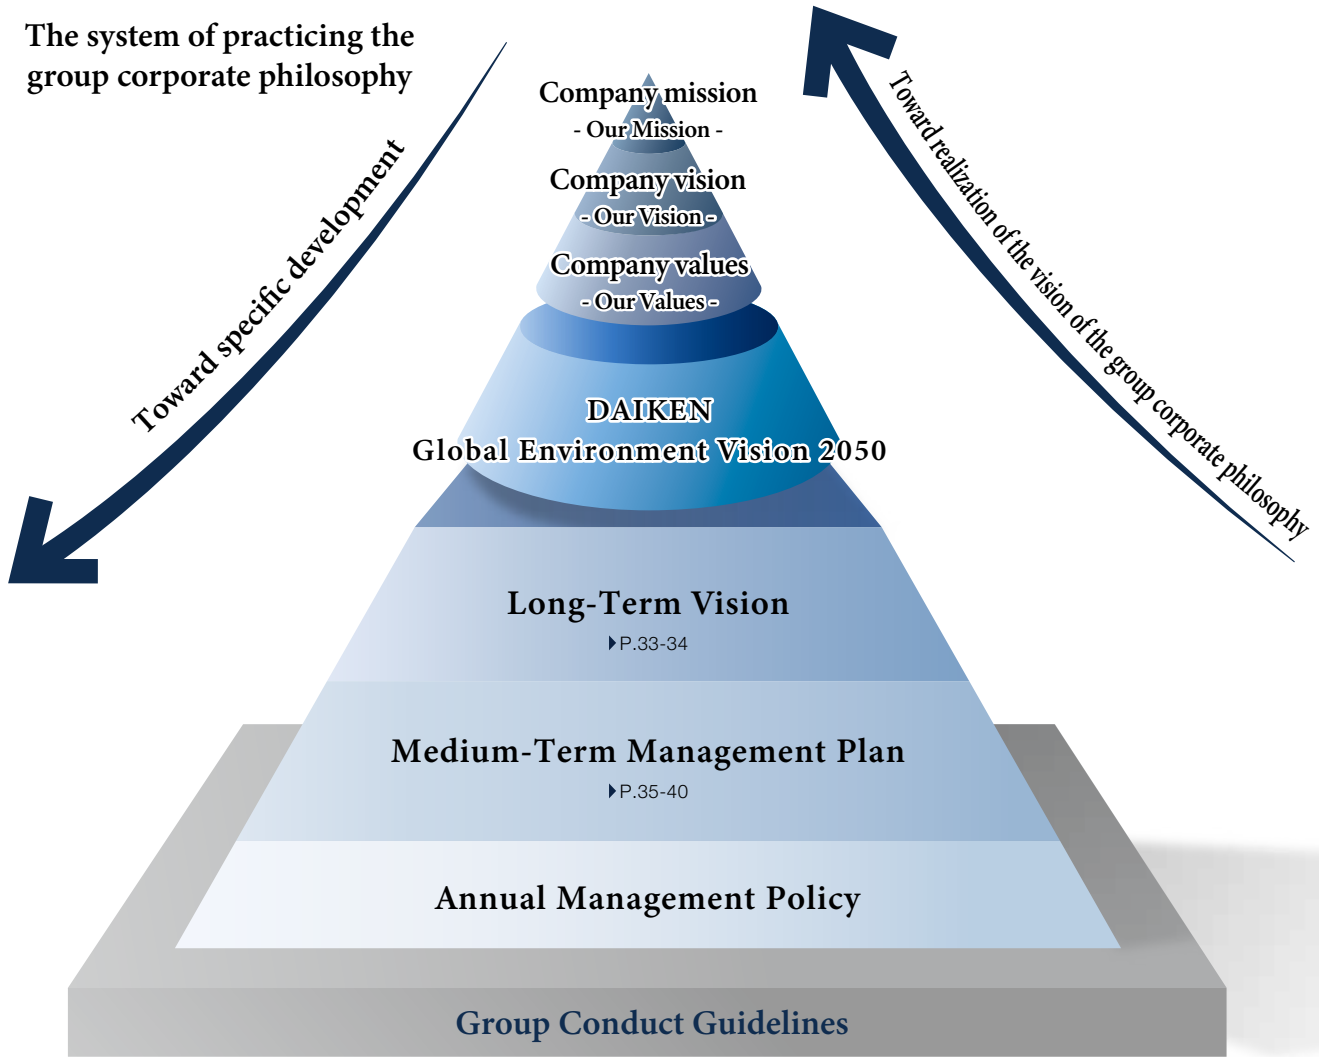 The system of practicing the
group corporate philosophy
Toward specific development
Toward realization of the vision of the group corporate philosophy
Company mission
- Our Mission -
Company vision
- Our Vision -
Company values
- Our Values -
DAIKEN
Global Environment Vision 2050
Long-Term Vision
P.33-34
Medium-Term Management Plan
P.35-40
Annual Management Policy
Group Conduct Guidelines